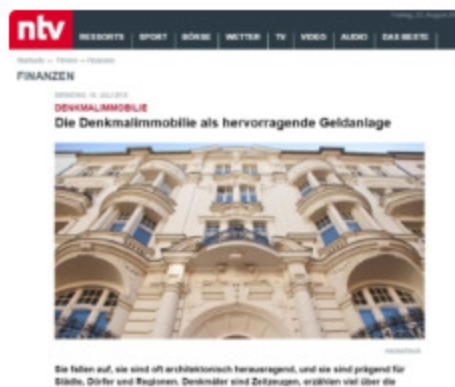 ntv
RESSORTS SPORT BÖRSE WETTER TV VIDEO AUDIO DAS BESTE
FINANZEN
DENKMALIMMOBILIE
Die Denkmalimmobilie als hervorragende Geldanlage
Sie fallen auf, sie sind oft architektonisch herausragend, und sie sind prägend für
Städte, Dörfer und Regionen. Denkmäler sind Zeitzeugen, erzählen viel über die